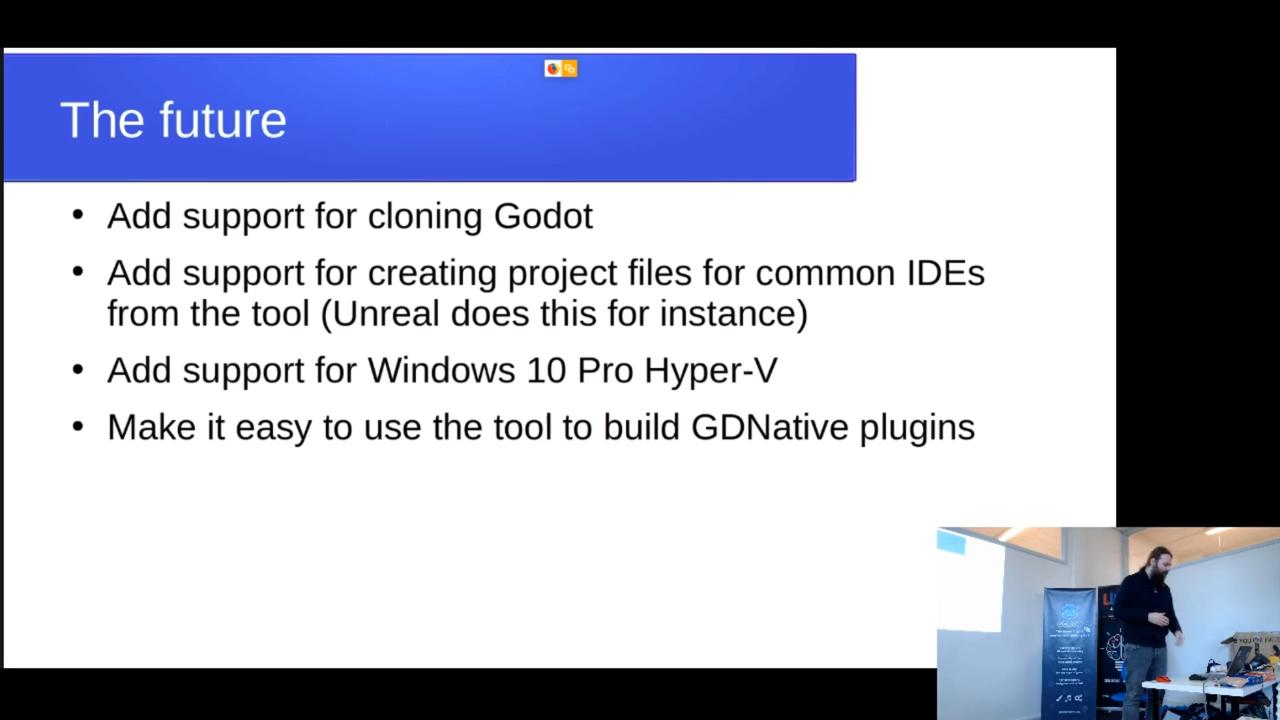 The future
• Add support for cloning Godot
• Add support for creating project files for common IDEs
from the tool (Unreal does this for instance)
• Add support for Windows 10 Pro Hyper-V
• Make it easy to use the tool to build GDNative plugins